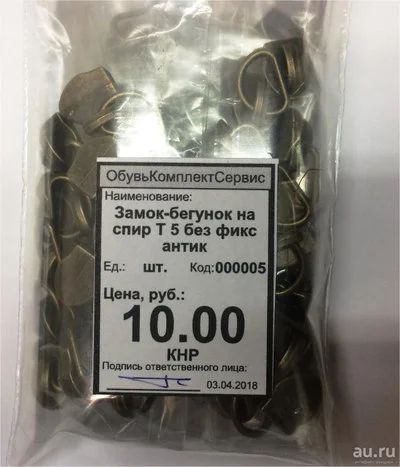 ОбувьКомплектСервис
Наименование:
Замок-бегунок на
спир Т 5 без фикс
антик
Ед.: шт. Код:000005
Цена, руб.:
10.00
КНР
Подпись ответственного лица:
03.04.2018
au.ru